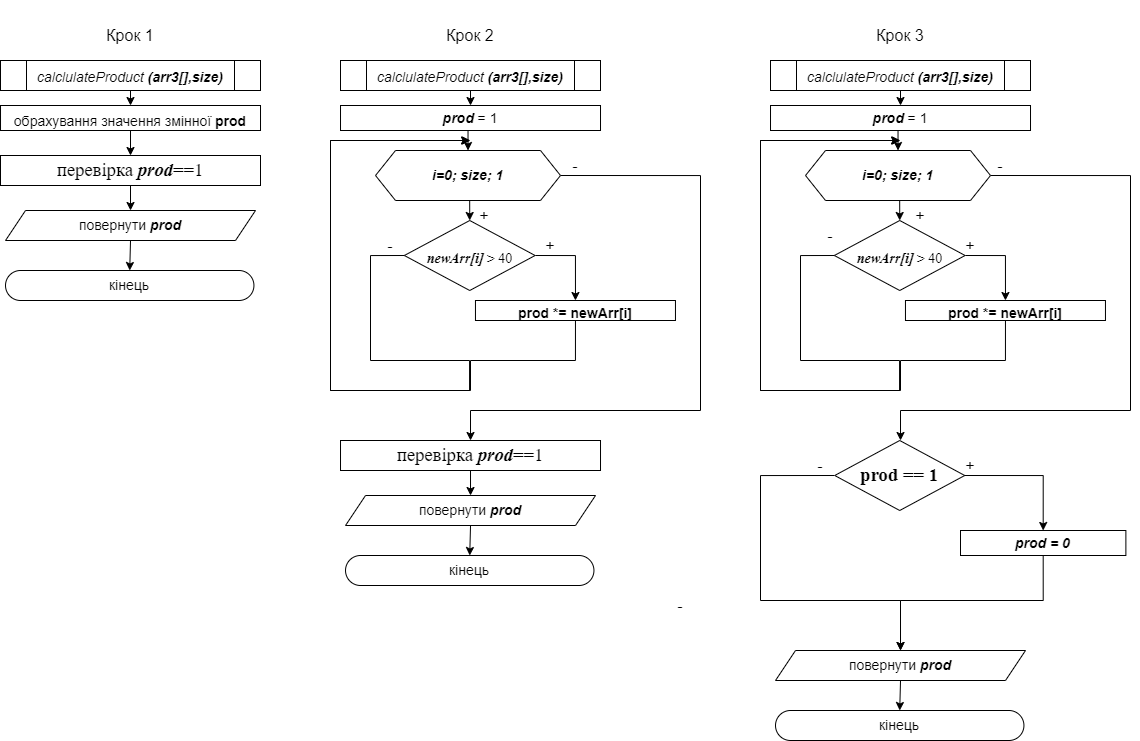 Крок 1
calclulateProduct (arr3[],size)
обрахування значення змінної prod
перевірка prod==1
повернути prod
кінець
Крок 2
calclulateProduct (arr3[],size)
prod = 1
i=0; size; 1
-
+
newArr[i] > 40
-
+
prod *= newArr[i]
перевірка prod==1
повернути prod
кінець
-
Крок 3
calclulateProduct (arr3[],size)
prod = 1
i=0; size; 1
-
+
newArr[i] > 40
-
+
prod *= newArr[i]
prod == 1
-
+
prod = 0
повернути prod
кінець